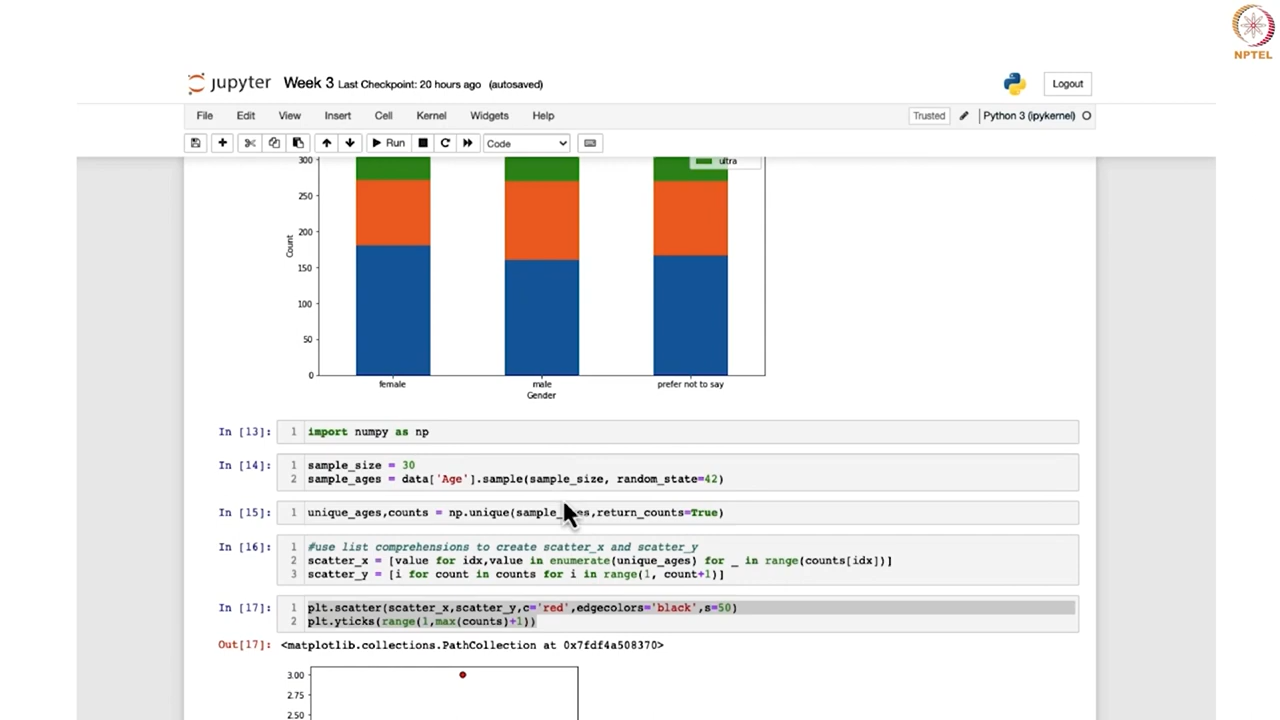 NPTEL
jupyter Week 3 Last Checkpoint: 20 hours ago (autosaved)
Logout
File Edit View Insert Cell Kernel Widgets Help
Trusted Python 3 (ipykernel)
Run Code
ultra
300
250
200
150
100
50
0
Count
female male prefer not to say
Gender
In [13]: 1 import numpy as np
In [14]: 1 sample_size = 30
2 sample_ages = data['Age'].sample(sample_size, random_state=42)
In [15]: 1 unique_ages,counts = np.unique(sample_ages,return_counts=True)
In [16]: 1 #use list comprehensions to create scatter_x and scatter_y
2 scatter_x = [value for idx,value in enumerate(unique_ages) for _ in range(counts[idx])]
3 scatter_y = [i for count in counts for i in range(1, count+1)]
In [17]: 1 plt.scatter(scatter_x,scatter_y,c='red',edgecolors='black',s=50)
2 plt.yticks(range(1,max(counts)+1))
Out[17]: <matplotlib.collections.PathCollection at 0x7fdf4a508370>
3.00
2.75
2.50